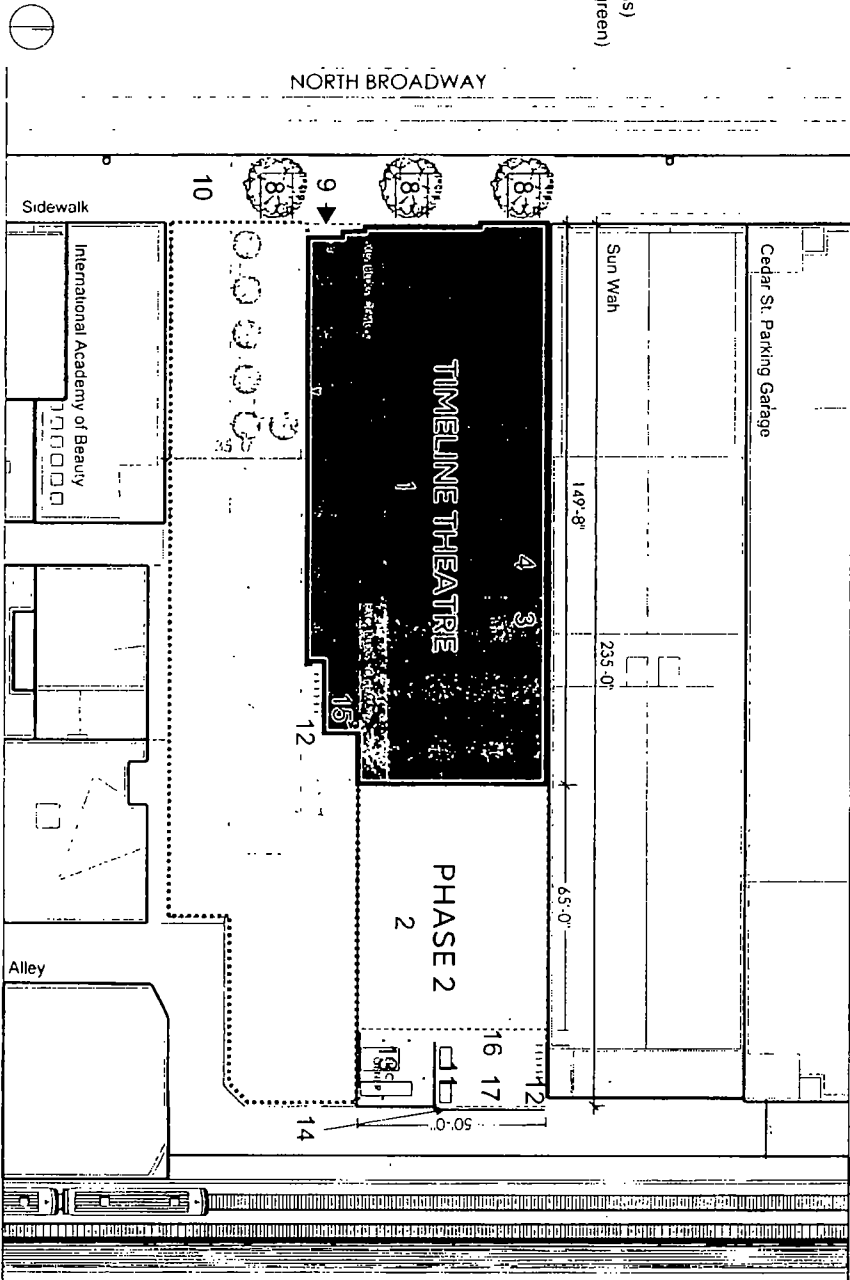 s)
green)
NORTH BROADWAY
Sidewalk
10
8
9
8
8
International Academy of Beauty
Sun Wah
Cedar St. Parking Garage
TIMELINE THEATRE
1
4
3
149'-8"
235'-0"
15
12
PHASE 2
2
65'-0"
Alley
16
17
12
11
14
50'-0"